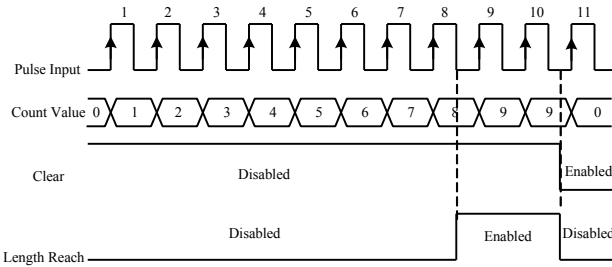 1 2 3 4 5 6 7 8 9 10 11
Pulse Input
Count Value 0 1 2 3 4 5 6 7 8 9 9 0
Clear Disabled Enabled
Length Reach Disabled Enabled Disabled